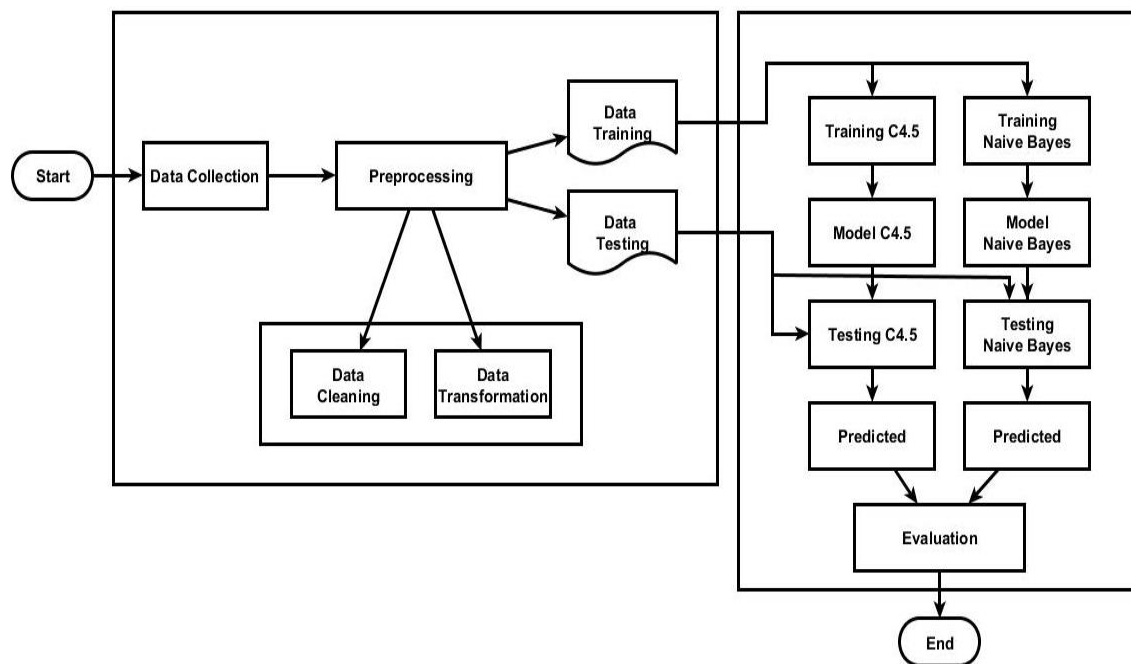 Start
Data Collection
Preprocessing
Data
Training
Data
Testing
Data
Cleaning
Data
Transformation
Training C4.5
Model C4.5
Testing C4.5
Predicted
Training
Naive Bayes
Model
Naive Bayes
Testing
Naive Bayes
Predicted
Evaluation
End